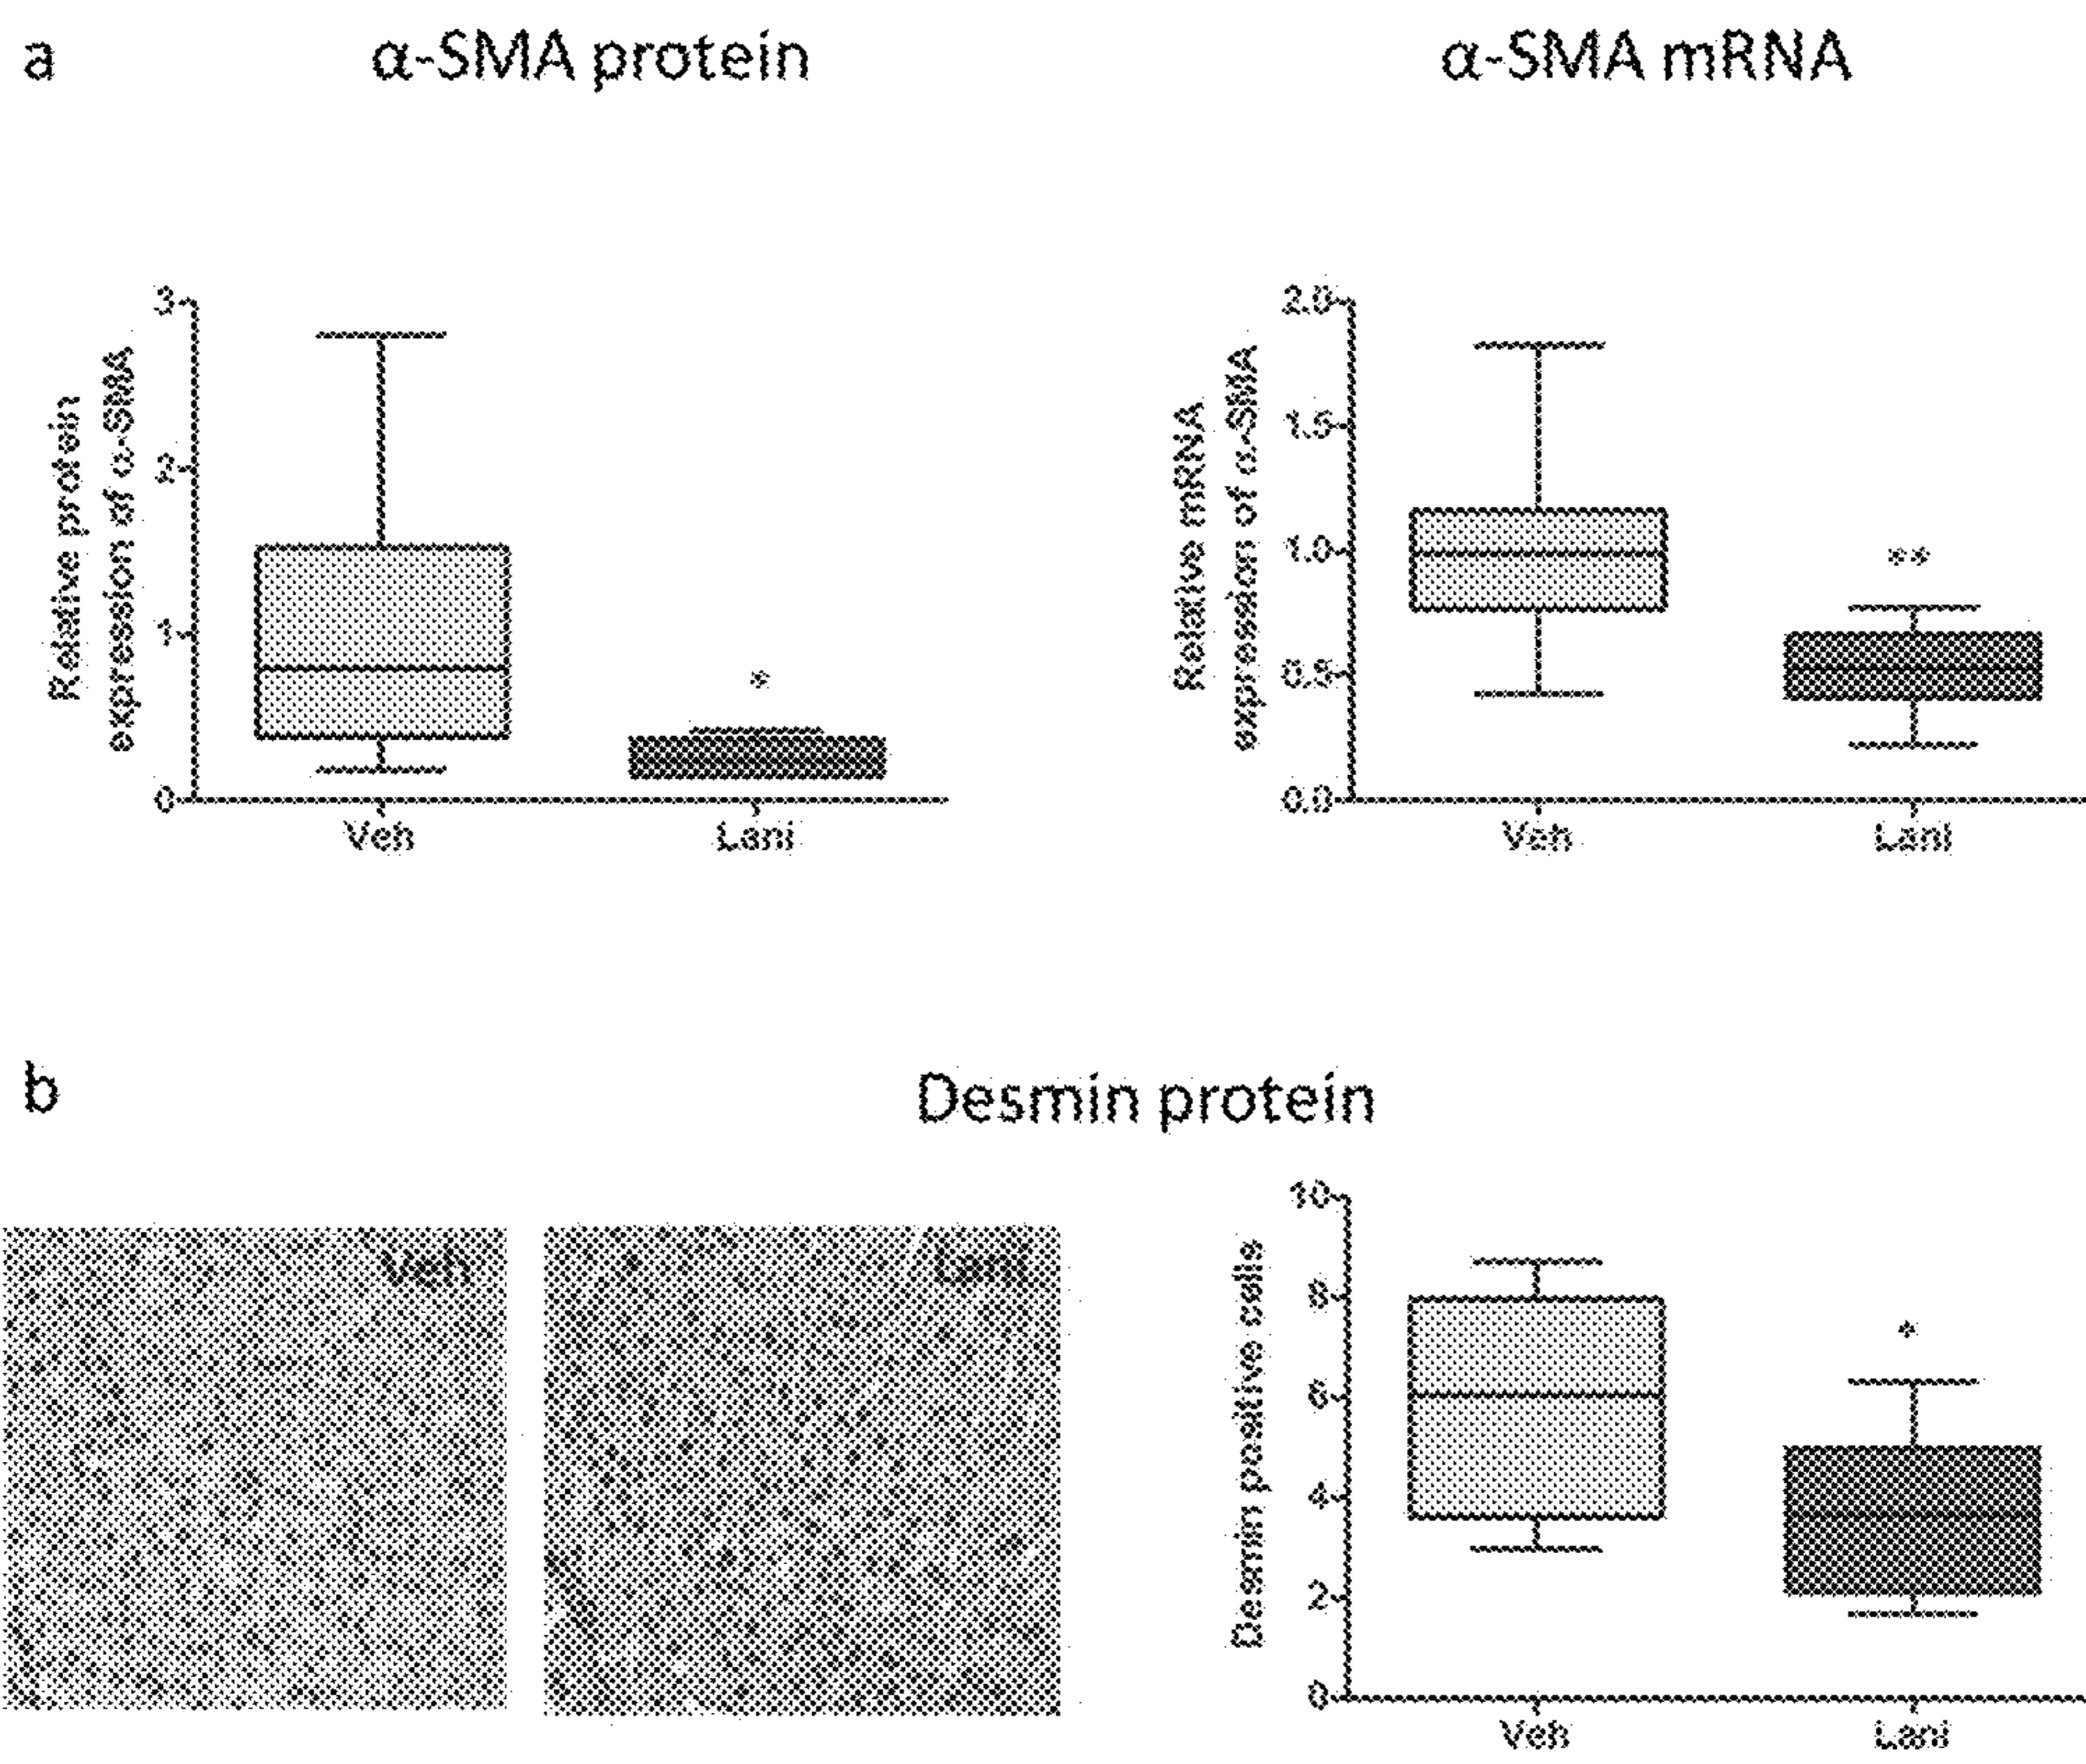 a
α-SMA protein
α-SMA mRNA
Relative protein
expression of α-SMA
3
2
1
0
*
Veh
Lani
Relative mRNA
expression of α-SMA
2.0
1.5
1.0
0.5
0.0
**
Veh
Lani
b
Desmin protein
Veh
Lani
Desmin positive cells
10
8
6
4
2
0
*
Veh
Lani